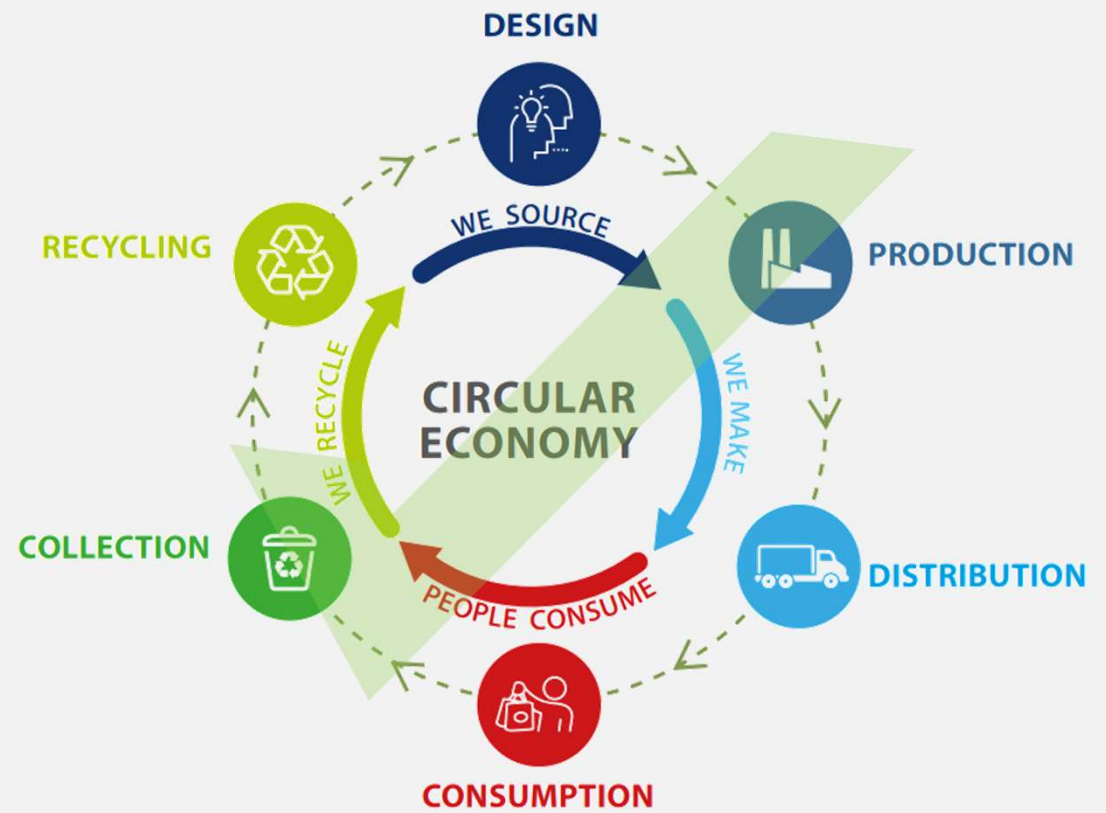 DESIGN
WE SOURCE
RECYCLING
PRODUCTION
WE RECYCLE
CIRCULAR
ECONOMY
WE MAKE
COLLECTION
DISTRIBUTION
PEOPLE CONSUME
CONSUMPTION